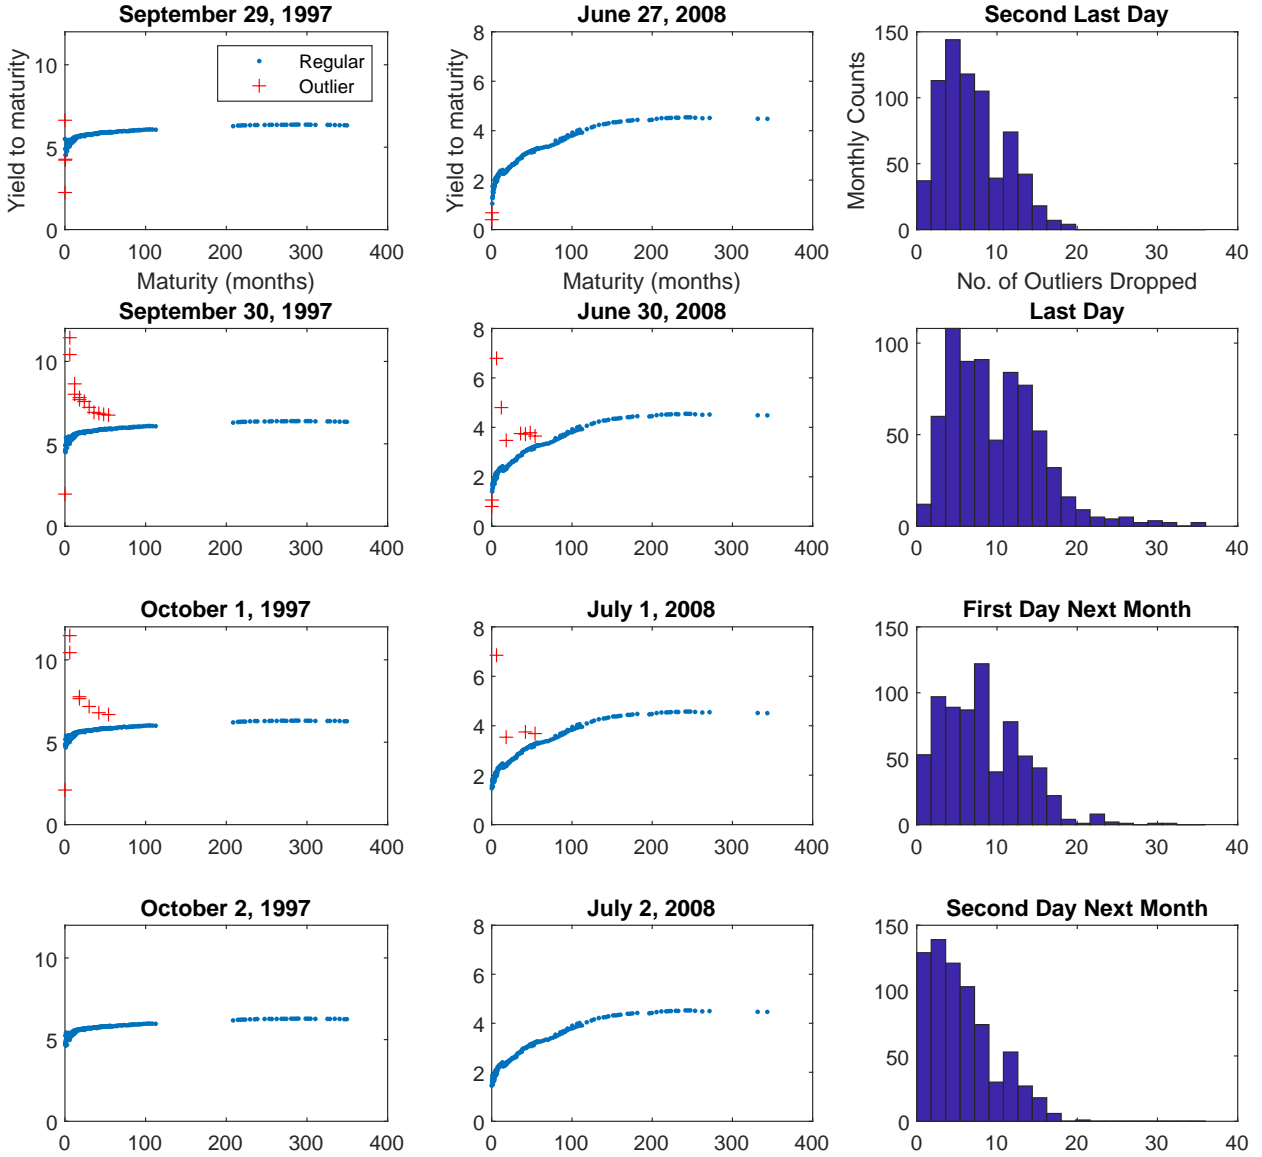 September 29, 1997
June 27, 2008
Second Last Day
Yield to maturity
10
5
0
Regular
Outlier
0 100 200 300 400
Maturity (months)
Yield to maturity
8
6
4
2
0
0 100 200 300 400
Maturity (months)
Monthly Counts
150
100
50
0
0 10 20 30 40
No. of Outliers Dropped
September 30, 1997
June 30, 2008
Last Day
10
5
0
0 100 200 300 400
8
6
4
2
0
0 100 200 300 400
100
50
0
0 10 20 30 40
October 1, 1997
July 1, 2008
First Day Next Month
10
5
0
0 100 200 300 400
8
6
4
2
0
0 100 200 300 400
150
100
50
0
0 10 20 30 40
October 2, 1997
July 2, 2008
Second Day Next Month
10
5
0
0 100 200 300 400
8
6
4
2
0
0 100 200 300 400
150
100
50
0
0 10 20 30 40